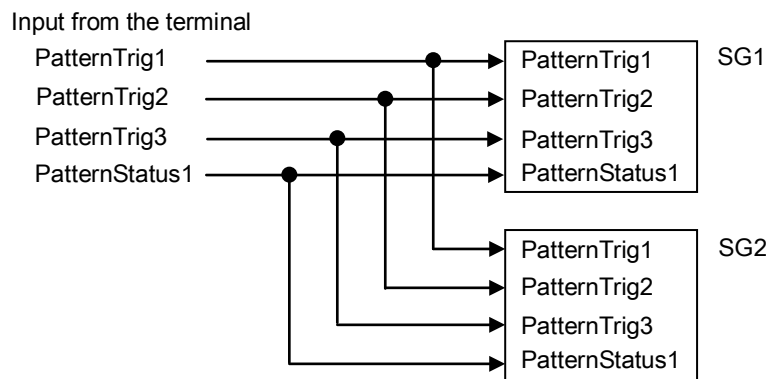 Input from the terminal
PatternTrig1
PatternTrig2
PatternTrig3
PatternStatus1
PatternTrig1
PatternTrig2
PatternTrig3
PatternStatus1
SG1
PatternTrig1
PatternTrig2
PatternTrig3
PatternStatus1
SG2